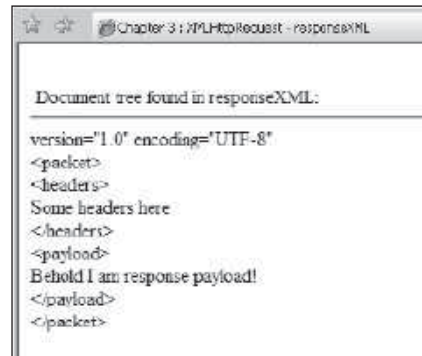 Chapter 3 : XMLHttpRequest - responseXML
Document tree found in responseXML:
version="1.0" encoding="UTF-8"
<packet>
<headers>
Some headers here
</headers>
<payload>
Behold I am response payload!
</payload>
</packet>